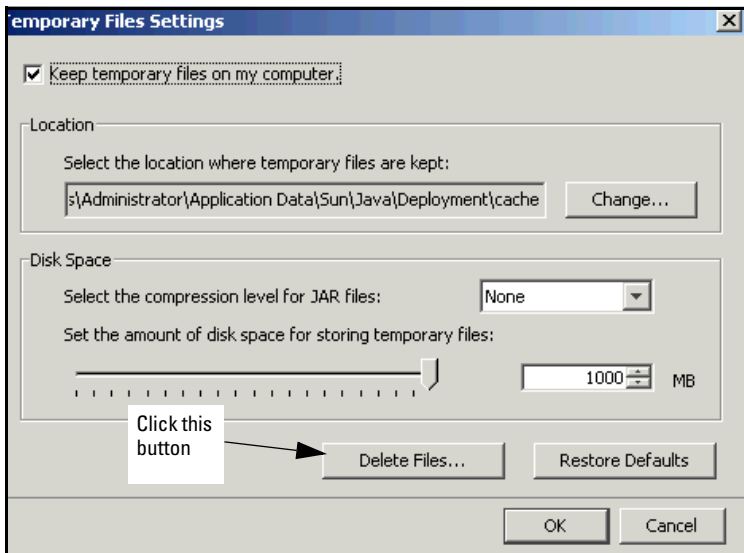 emporary Files Settings
Keep temporary files on my computer.
Location
Select the location where temporary files are kept:
s\Administrator\Application Data\Sun\Java\Deployment\cache
Change...
Disk Space
Select the compression level for JAR files:
None
Set the amount of disk space for storing temporary files:
1000
MB
Click this
button
Delete Files...
Restore Defaults
OK
Cancel